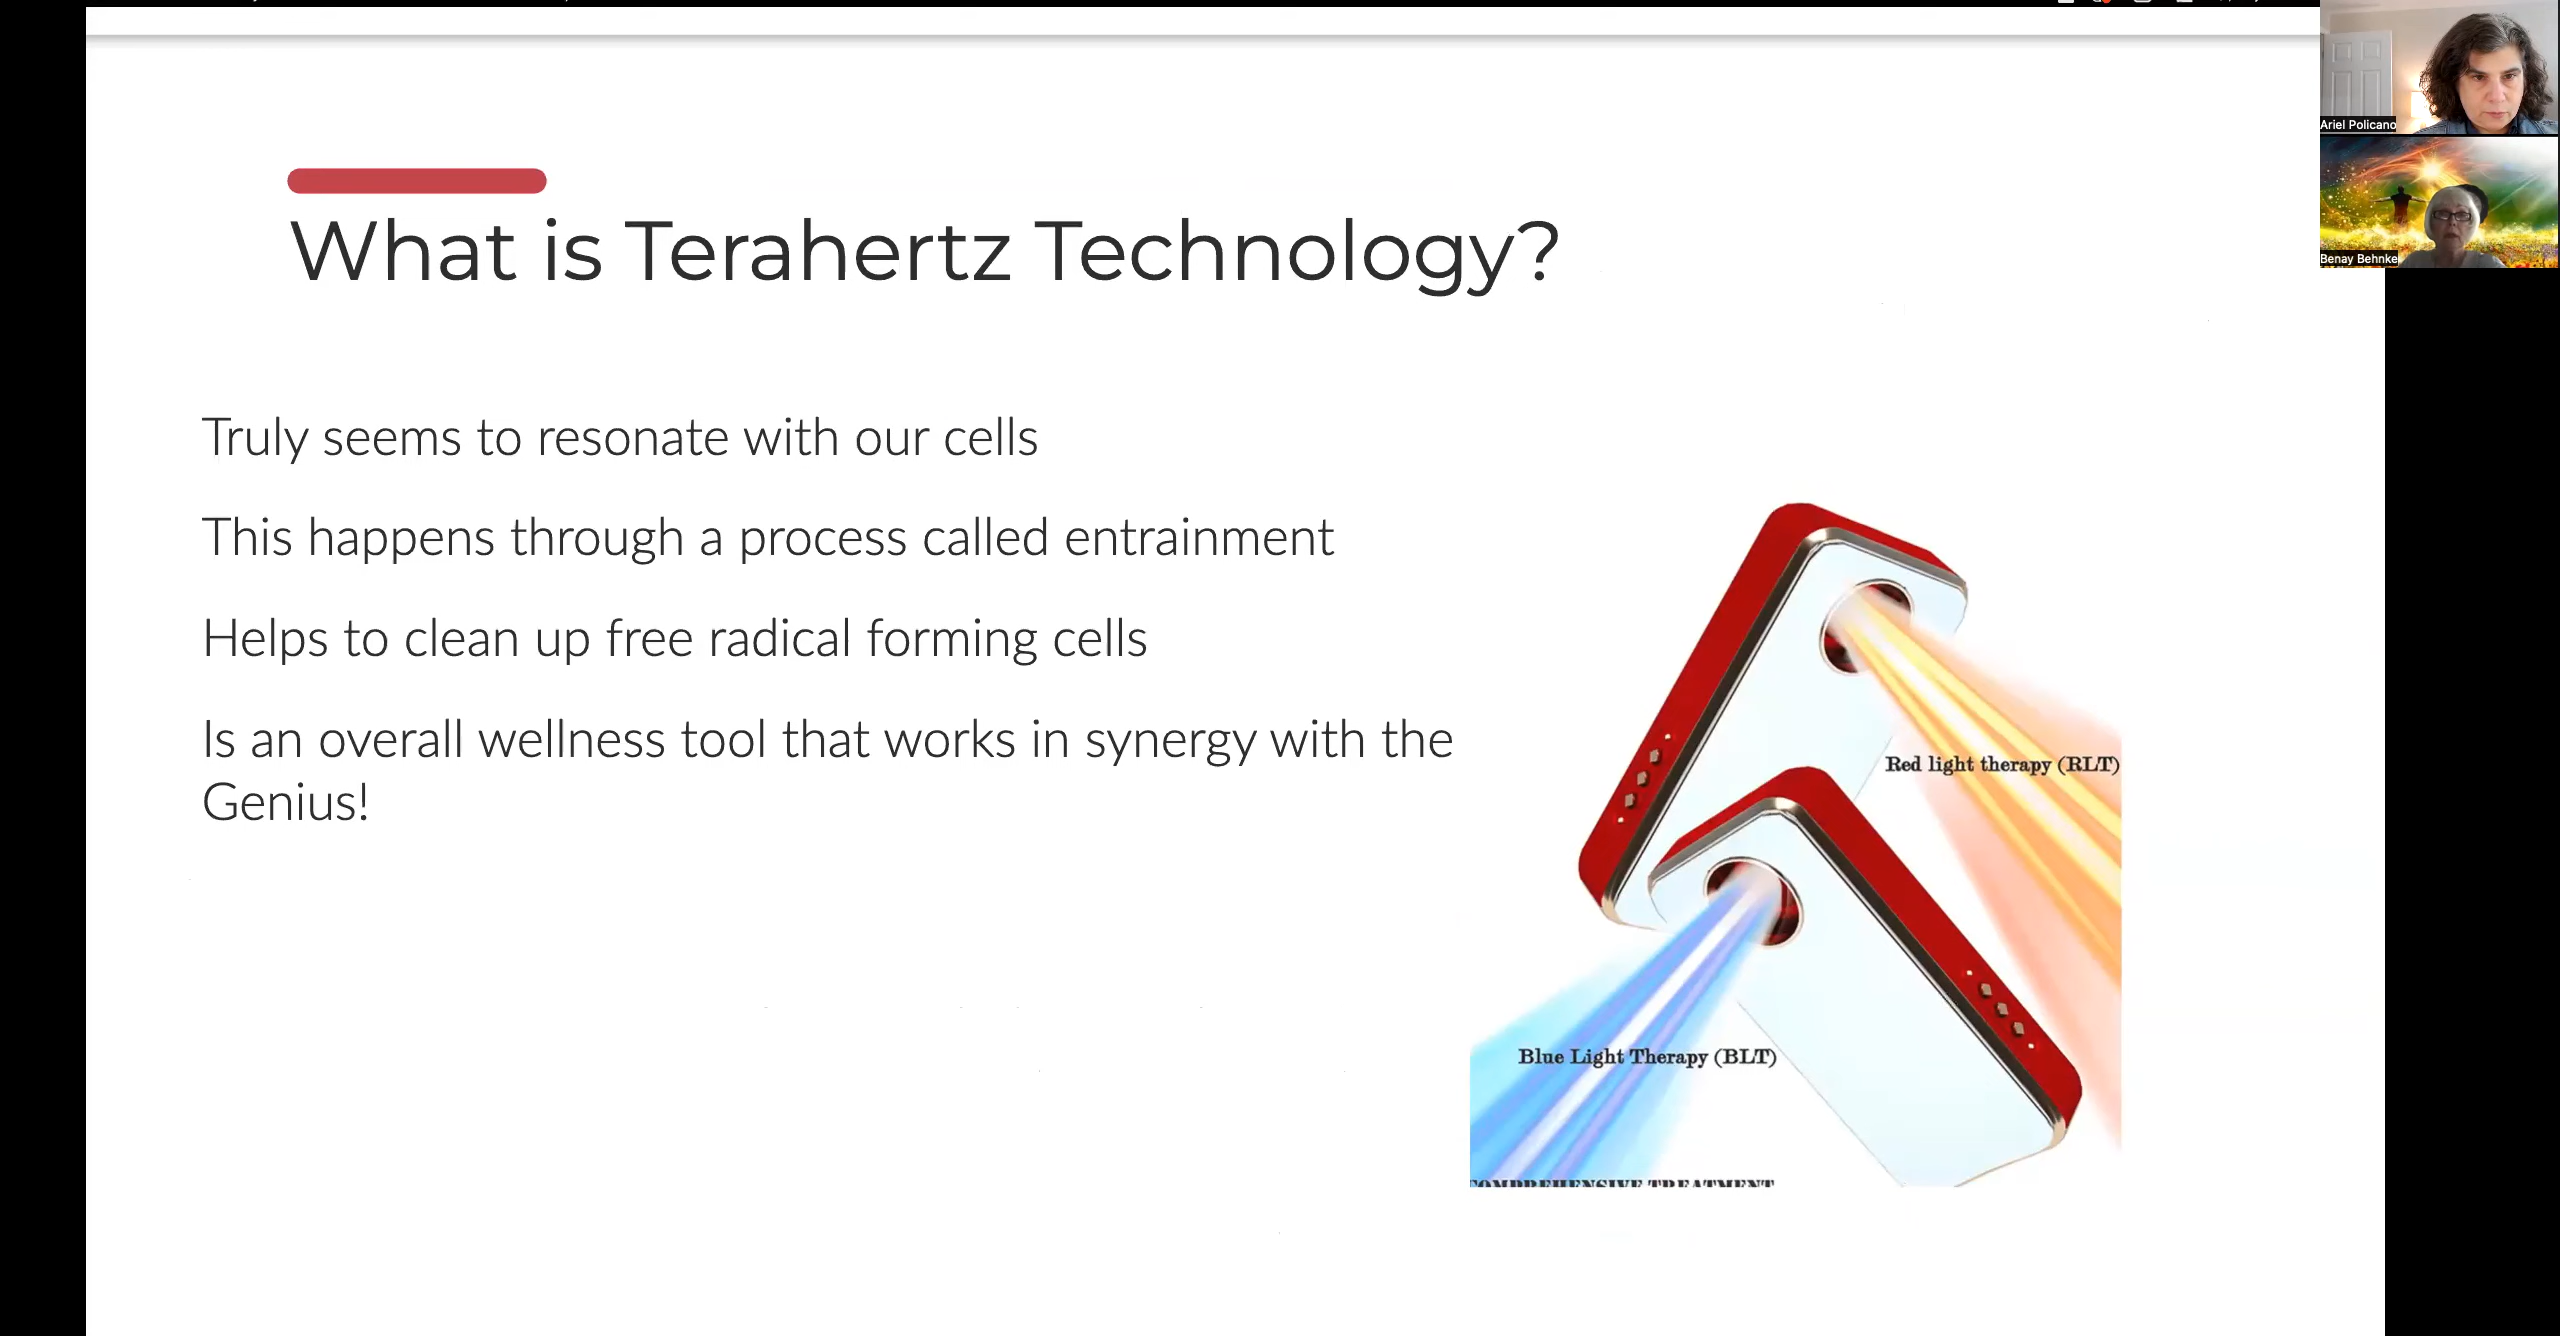 What is Terahertz Technology?
Truly seems to resonate with our cells
This happens through a process called entrainment
Helps to clean up free radical forming cells
Is an overall wellness tool that works in synergy with the
Genius!
Red light therapy (RLT)
Blue Light Therapy (BLT)
COMPREHENSIVE TREATMENT
Ariel Policano
Benay Behnke